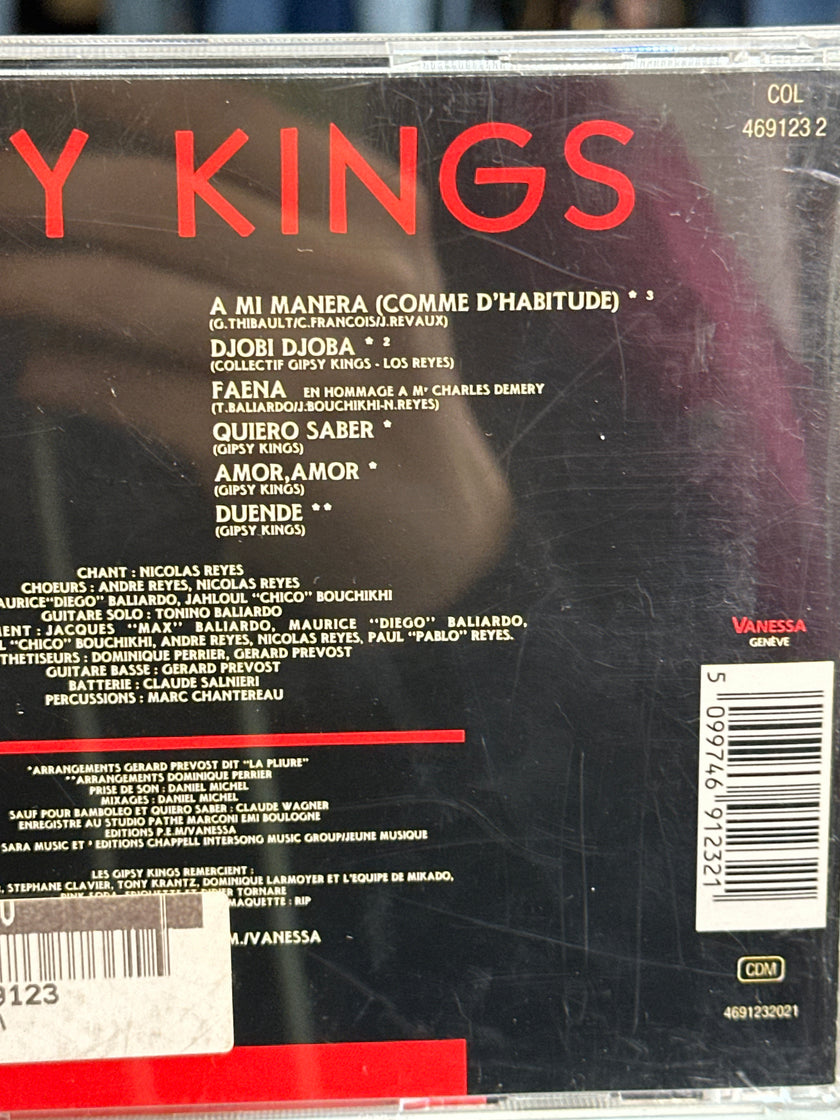 COL
469123 2
Y KINGS
A MI MANERA (COMME D'HABITUDE) * 3
(G.THIBAULT/C.FRANCOIS/J.REVAUX)
DJOBI DJOBA * 2
(COLLECTIF GIPSY KINGS - LOS REYES)
FAENA EN HOMMAGE A Mr CHARLES DEMERY
(T.BALIARDO/J.BOUCHIKHI-N.REYES)
QUIERO SABER *
(GIPSY KINGS)
AMOR,AMOR *
(GIPSY KINGS)
DUENDE **
(GIPSY KINGS)
CHANT : NICOLAS REYES
CHOEURS : ANDRE REYES, NICOLAS REYES
AURICE"DIEGO" BALIARDO, JAHLOUL "CHICO" BOUCHIKHI
GUITARE SOLO : TONINO BALIARDO
MENT : JACQUES "MAX" BALIARDO, MAURICE "DIEGO" BALIARDO,
L "CHICO" BOUCHIKHI, ANDRE REYES, NICOLAS REYES, PAUL "PABLO" REYES.
THETISEURS : DOMINIQUE PERRIER, GERARD PREVOST
GUITARE BASSE : GERARD PREVOST
BATTERIE : CLAUDE SALNIERI
PERCUSSIONS : MARC CHANTEREAU
VANESSA
GENÈVE
5 099746 912321
*ARRANGEMENTS GERARD PREVOST DIT "LA PLIURE"
**ARRANGEMENTS DOMINIQUE PERRIER
PRISE DE SON : DANIEL MICHEL
MIXAGES : DANIEL MICHEL
SAUF POUR BAMBOLEO ET QUIERO SABER : CLAUDE WAGNER
ENREGISTRE AU STUDIO PATHE MARCONI EMI BOULOGNE
EDITIONS P.E.M/VANESSA
SARA MUSIC ET ³ EDITIONS CHAPPELL INTERSONG MUSIC GROUP/JEUNE MUSIQUE
LES GIPSY KINGS REMERCIENT :
, STEPHANE CLAVIER, TONY KRANTZ, DOMINIQUE LARMOYER ET L'EQUIPE DE MIKADO,
TORNARE
MAQUETTE : RIP
M./VANESSA
9123
CDM
4691232021